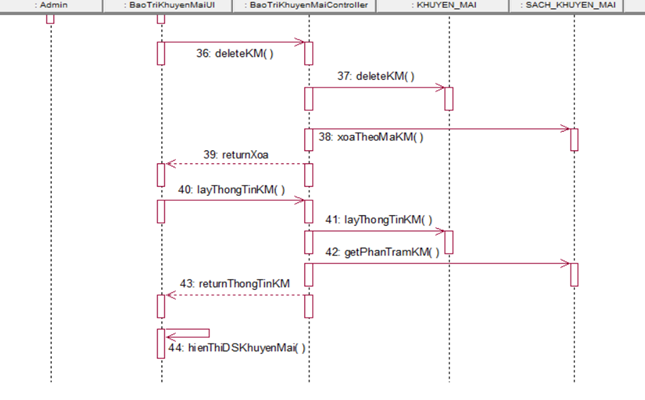 : Admin
: BaoTriKhuyenMaiUI
: BaoTriKhuyenMaiController
: KHUYEN_MAI
: SACH_KHUYEN_MAI
36: deleteKM( )
37: deleteKM( )
38: xoaTheoMaKM( )
39: returnXoa
40: layThongTinKM( )
41: layThongTinKM( )
42: getPhanTramKM( )
43: returnThongTinKM
44: hienThiDSKhuyenMai( )